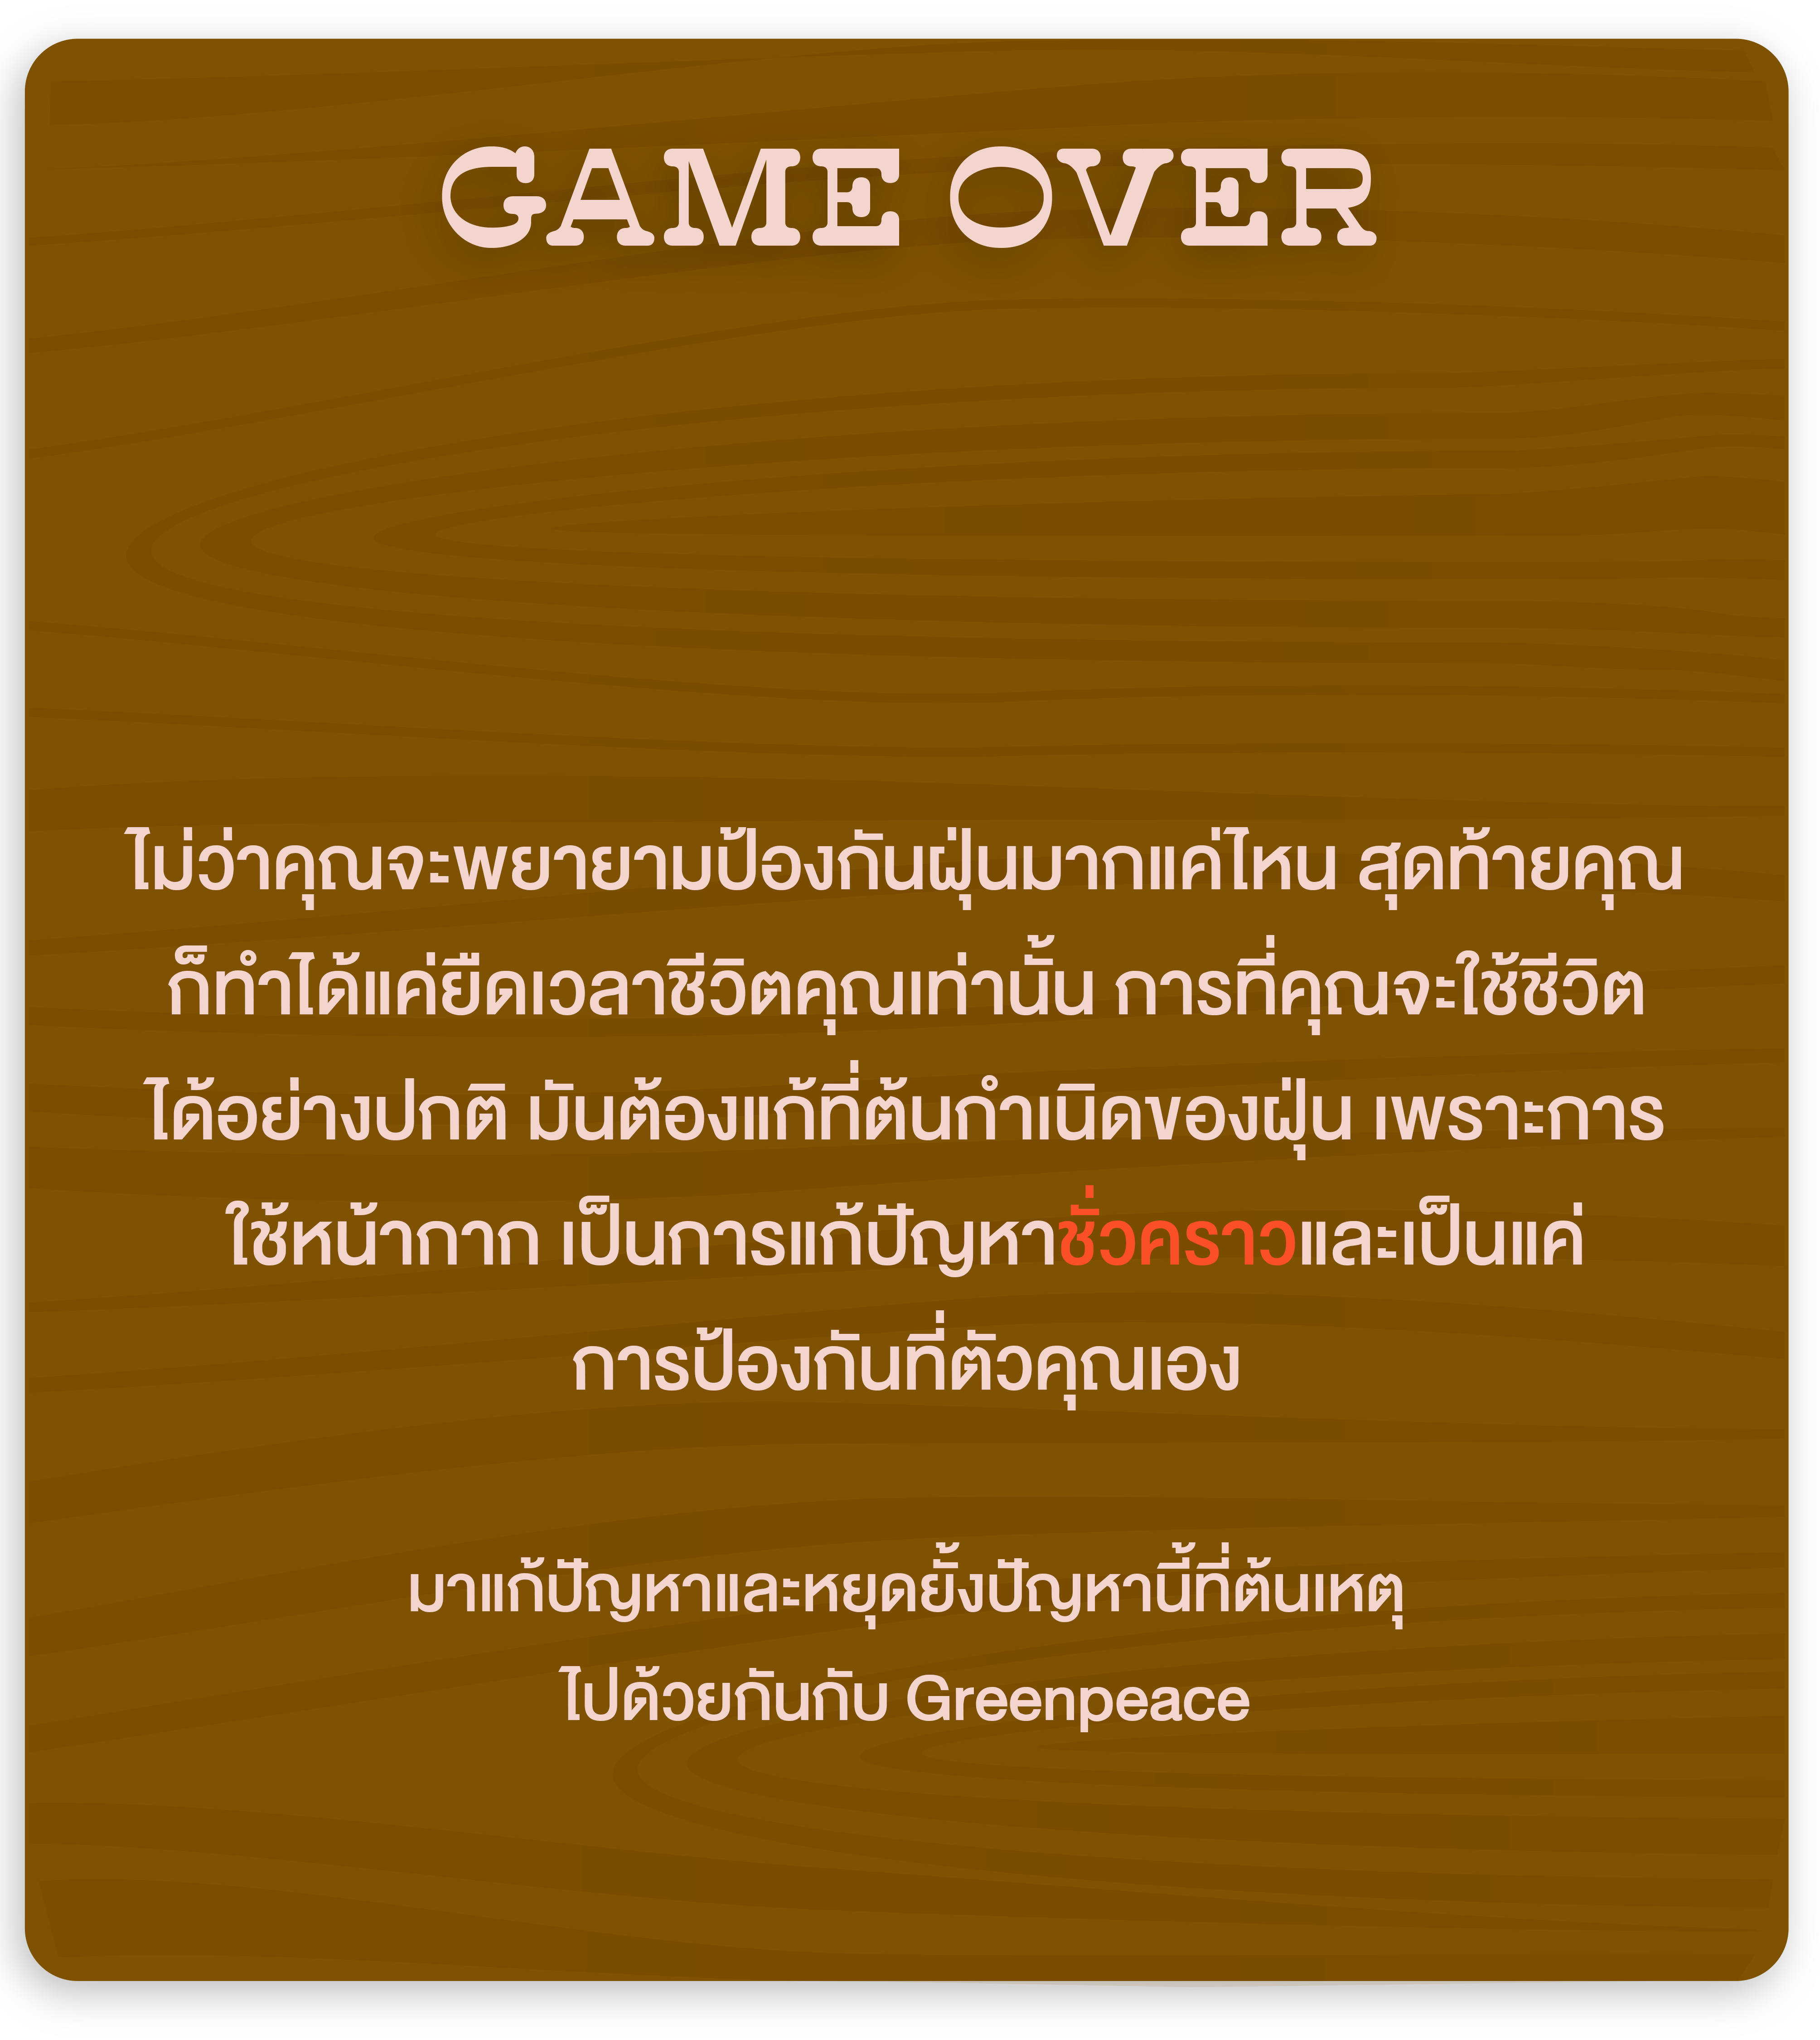 GAME OVER
ไม่ว่าคุณจะพยายามป้องกันฝุ่นมากแค่ไหน สุดท้ายคุณ
ก็ทำได้แค่ยืดเวลาชีวิตคุณเท่านั้น การที่คุณจะใช้ชีวิต
ได้อย่างปกติ มันต้องแก้ที่ต้นกำเนิดของฝุ่น เพราะการ
ใช้หน้ากาก เป็นการแก้ปัญหาชั่วคราวและเป็นแค่
การป้องกันที่ตัวคุณเอง
มาแก้ปัญหาและหยุดยั้งปัญหานี้ที่ต้นเหตุ
ไปด้วยกันกับ Greenpeace